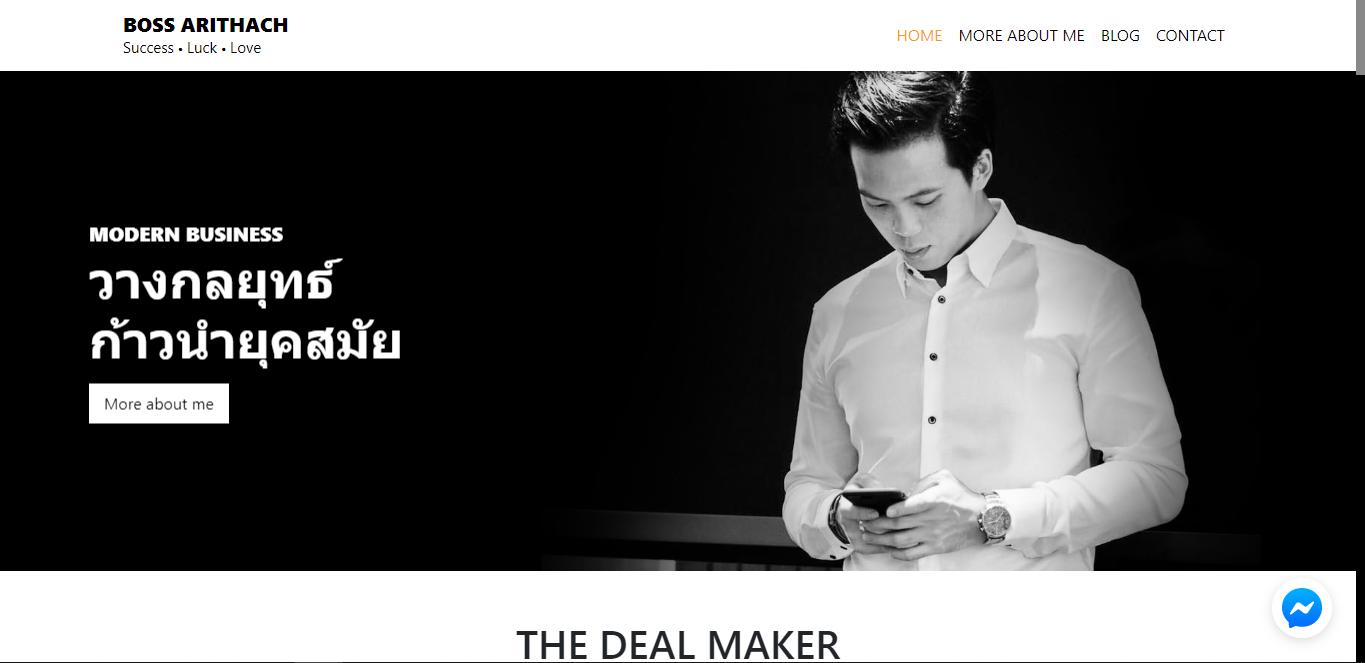 BOSS ARITHACH
Success • Luck • Love
HOME MORE ABOUT ME BLOG CONTACT
MODERN BUSINESS
วางกลยุทธ์
ก้าวนำยุคสมัย
More about me
THE DEAL MAKER